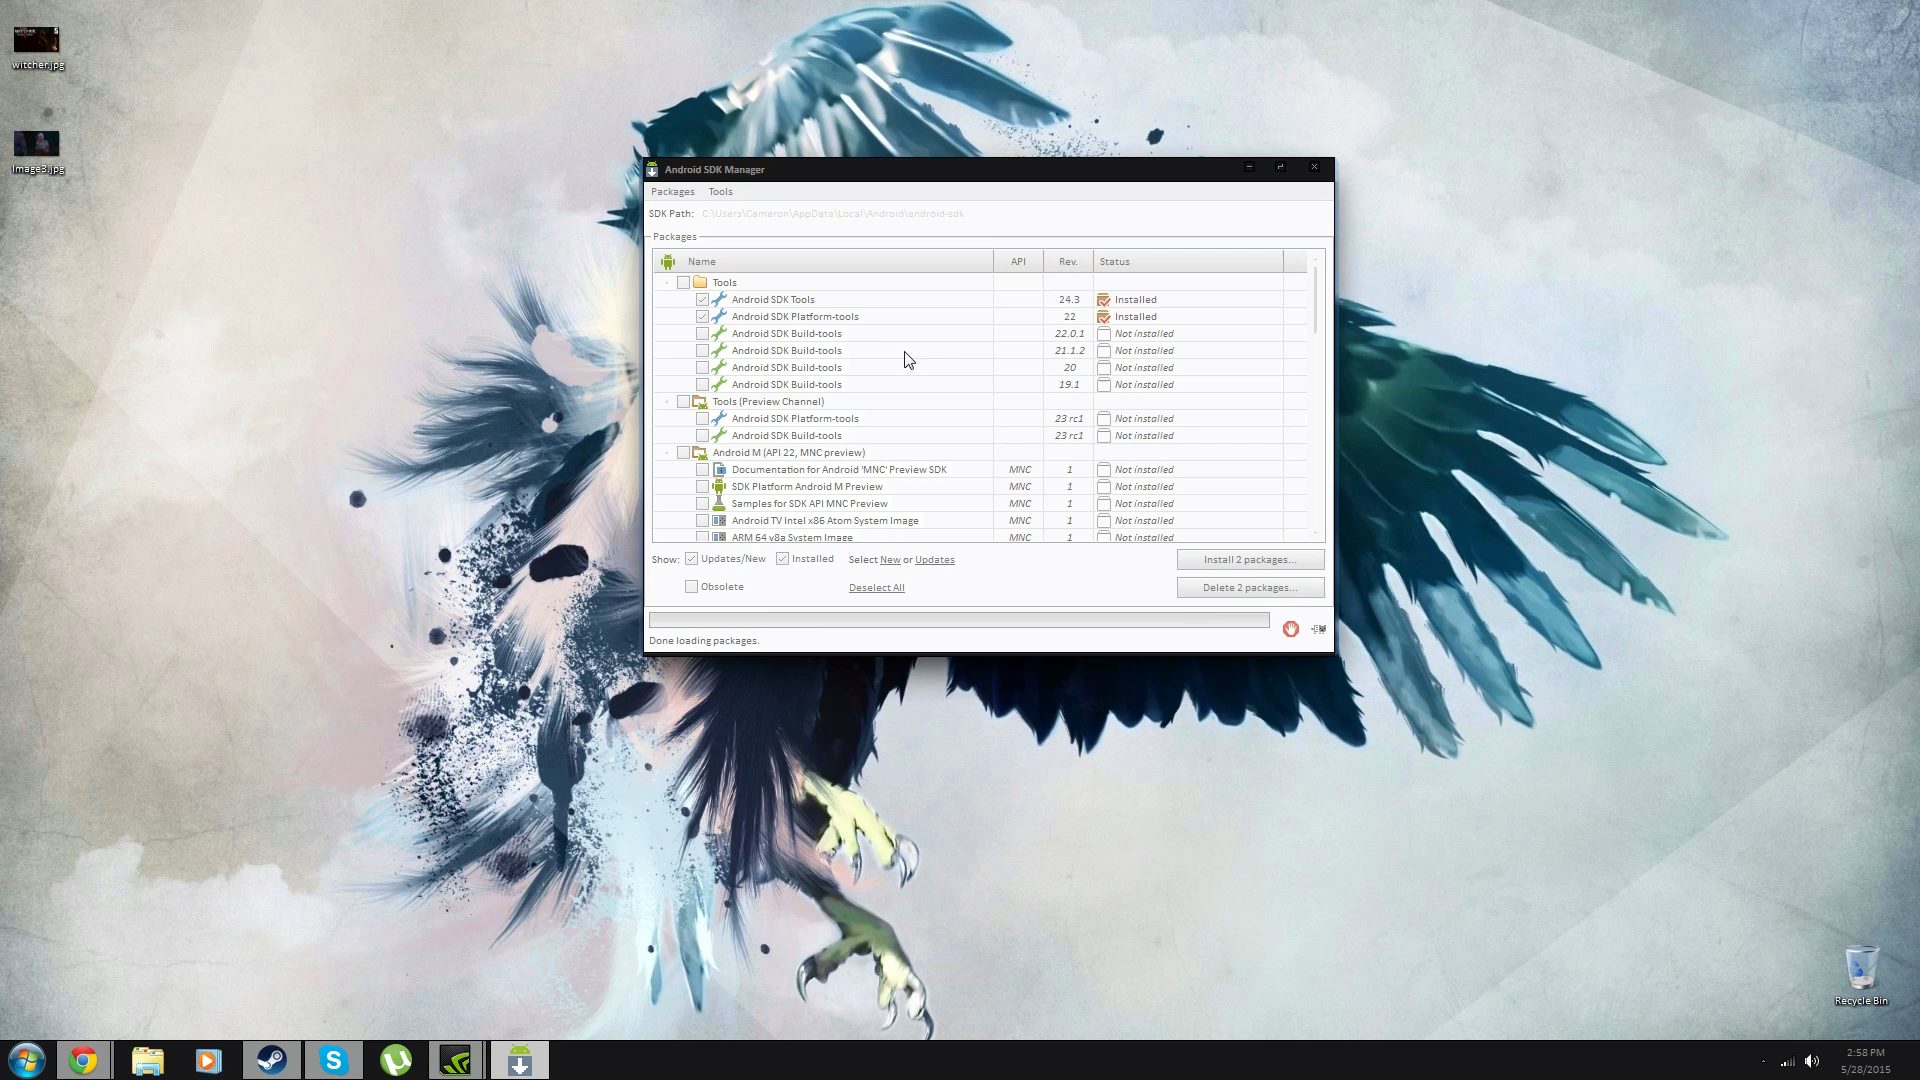 witcher.jpg
Image3.jpg
Android SDK Manager
Packages Tools
SDK Path: C:\Users\Cameron\AppData\Local\Android\android-sdk
Packages
Name API Rev. Status
Tools
Android SDK Tools 24.3 Installed
Android SDK Platform-tools 22 Installed
Android SDK Build-tools 22.0.1 Not installed
Android SDK Build-tools 21.1.2 Not installed
Android SDK Build-tools 20 Not installed
Android SDK Build-tools 19.1 Not installed
Tools (Preview Channel)
Android SDK Platform-tools 23 rc1 Not installed
Android SDK Build-tools 23 rc1 Not installed
Android M (API 22, MNC preview)
Documentation for Android 'MNC' Preview SDK MNC 1 Not installed
SDK Platform Android M Preview MNC 1 Not installed
Samples for SDK API MNC Preview MNC 1 Not installed
Android TV Intel x86 Atom System Image MNC 1 Not installed
ARM 64 v8a System Image MNC 1 Not installed
Show: Updates/New Installed Select New or Updates Install 2 packages...
Obsolete Deselect All Delete 2 packages...
Done loading packages.
Recycle Bin
2:58 PM
5/28/2015